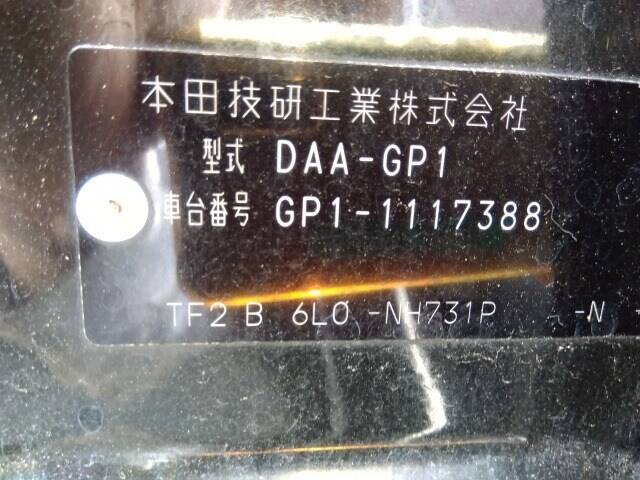 本田技研工業株式会社
型式 DAA-GP1
車台番号 GP1-1117388
TF2 B 6L0 -NH731P -N